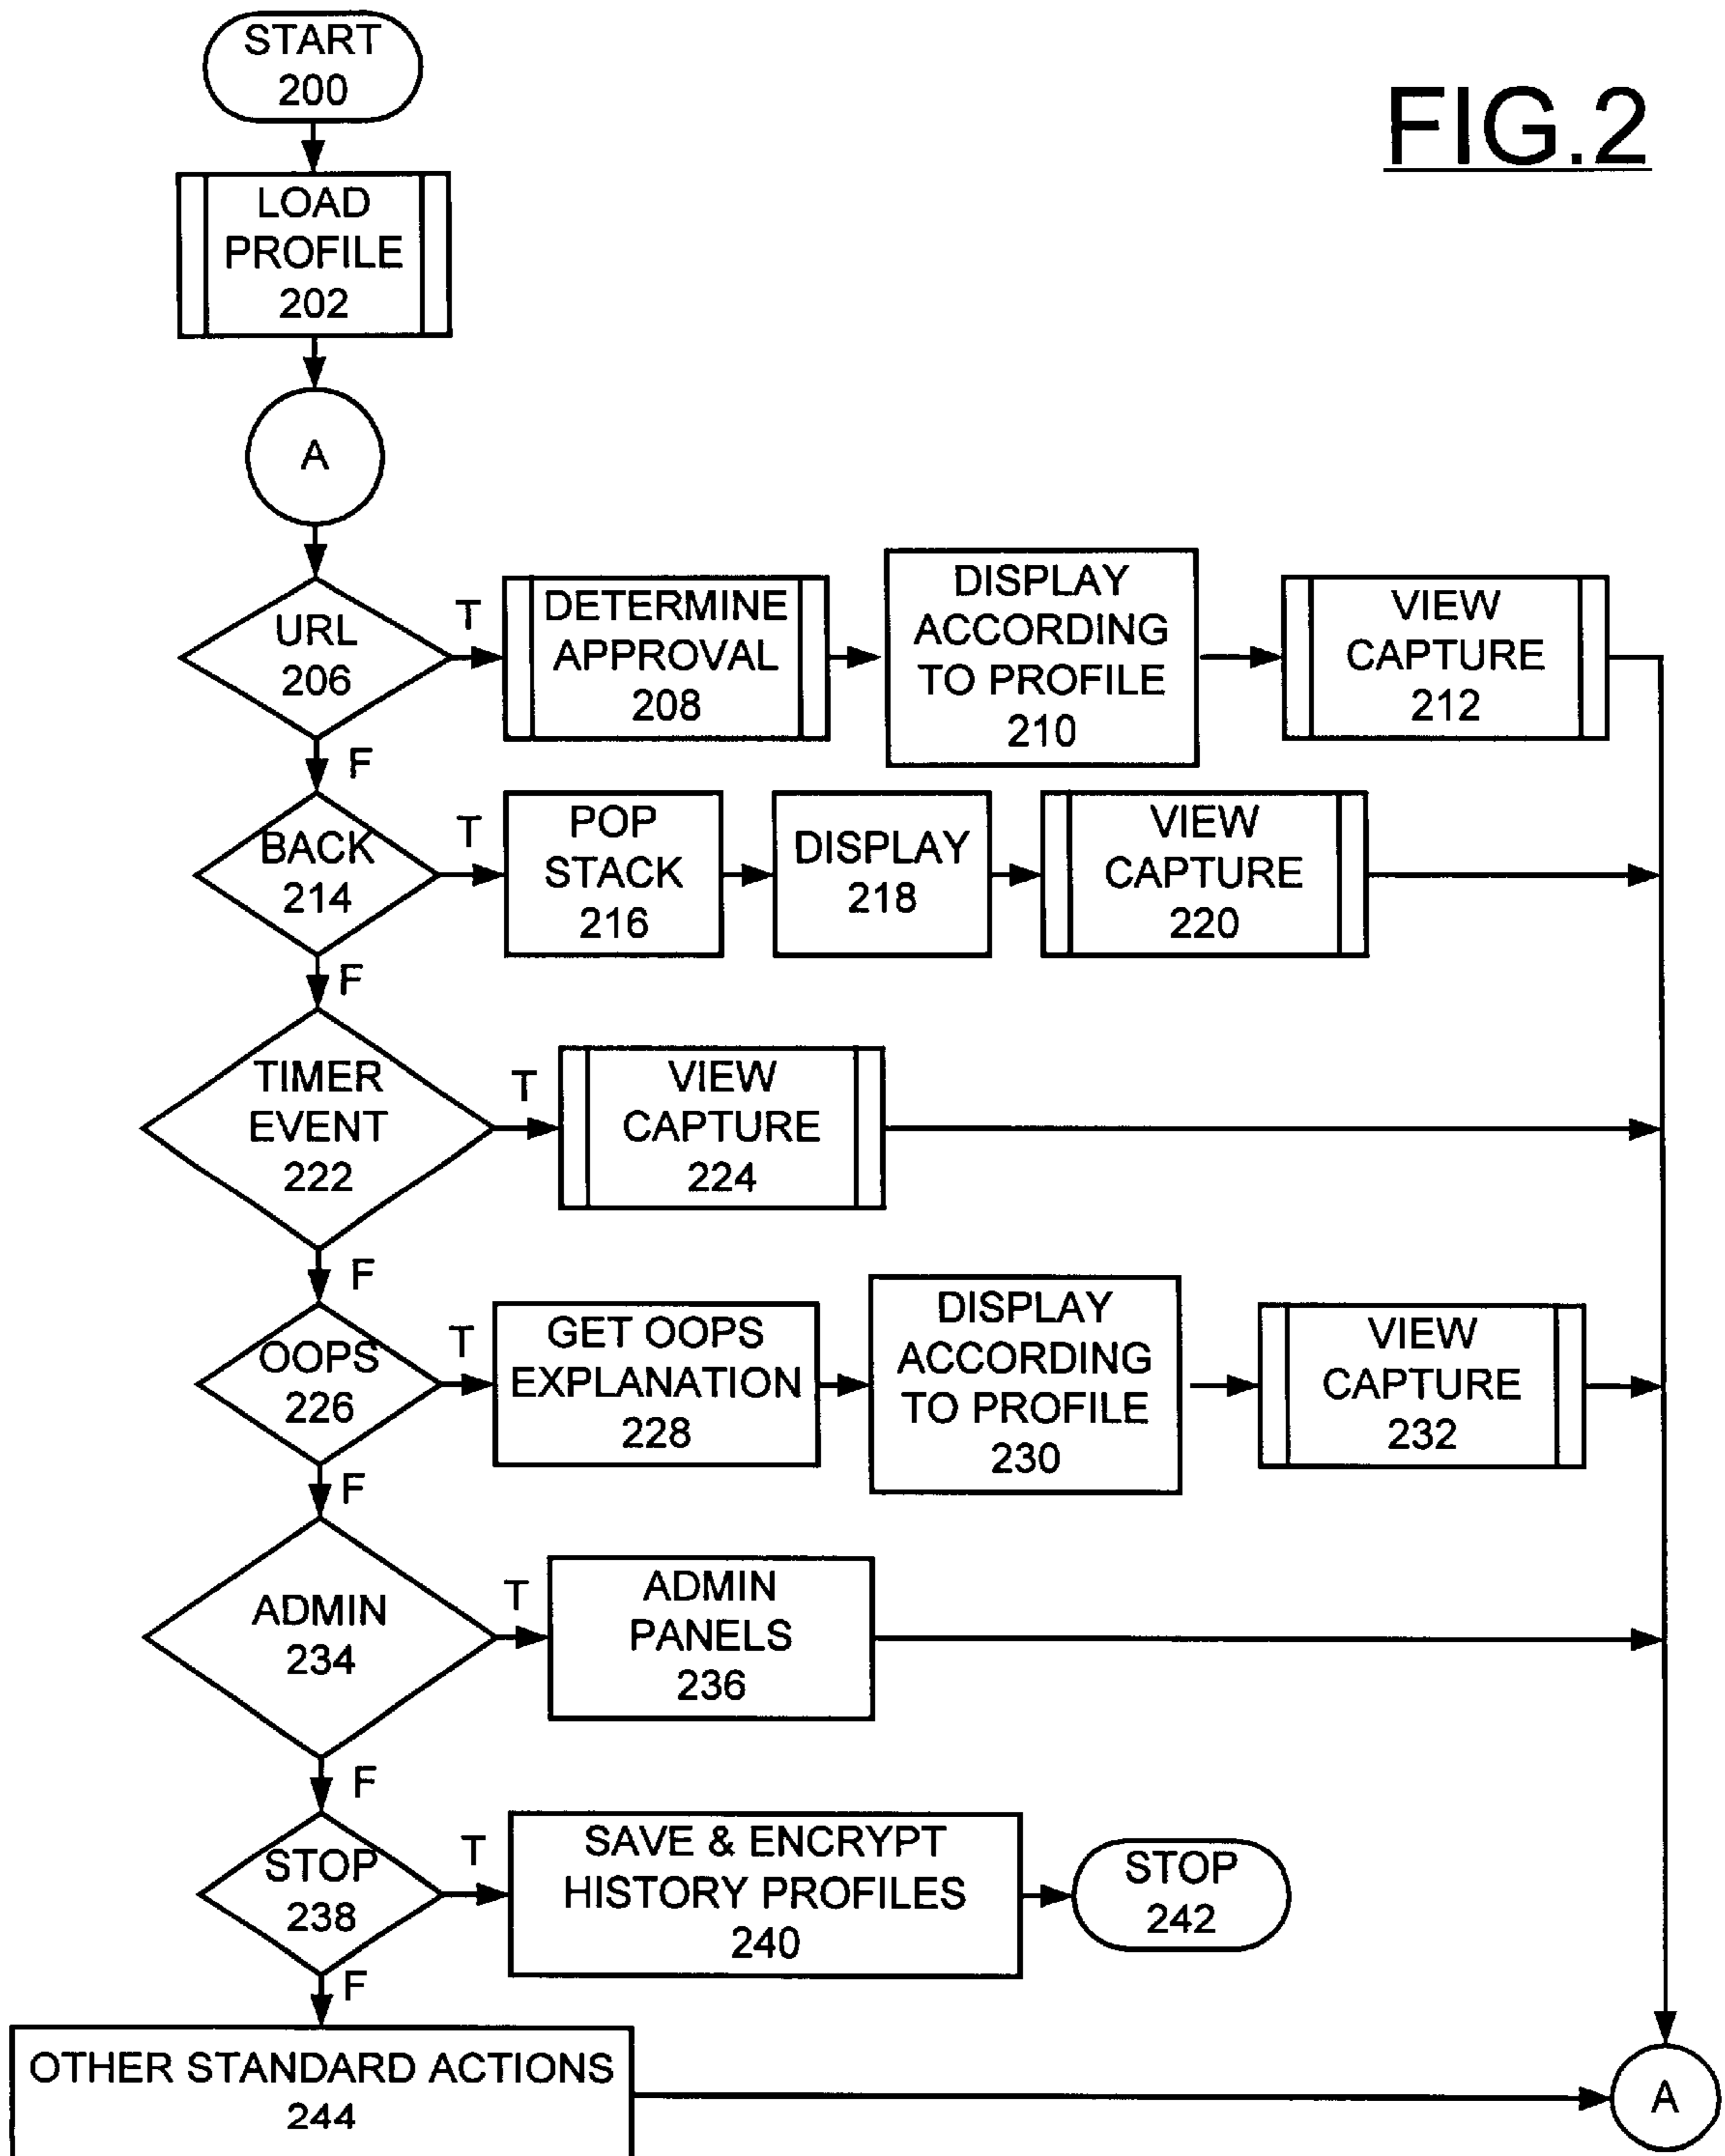 START
200
FIG.2
LOAD
PROFILE
202
A
URL
206
T
F
DETERMINE
APPROVAL
208
DISPLAY
ACCORDING
TO PROFILE
210
VIEW
CAPTURE
212
BACK
214
T
F
POP
STACK
216
DISPLAY
218
VIEW
CAPTURE
220
TIMER
EVENT
222
T
F
VIEW
CAPTURE
224
OOPS
226
T
F
GET OOPS
EXPLANATION
228
DISPLAY
ACCORDING
TO PROFILE
230
VIEW
CAPTURE
232
ADMIN
234
T
F
ADMIN
PANELS
236
STOP
238
T
F
SAVE & ENCRYPT
HISTORY PROFILES
240
STOP
242
OTHER STANDARD ACTIONS
244
A